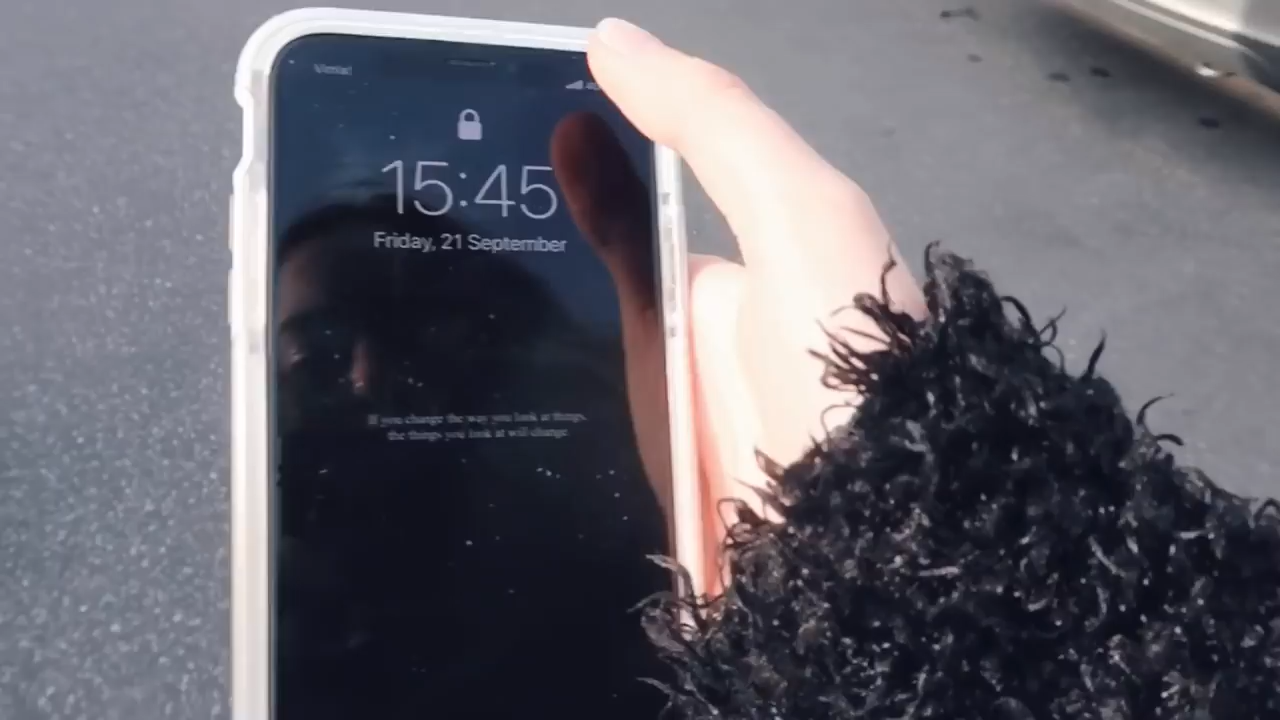 15:45
Friday, 21 September
If you change the way you look at things,
the things you look at will change.